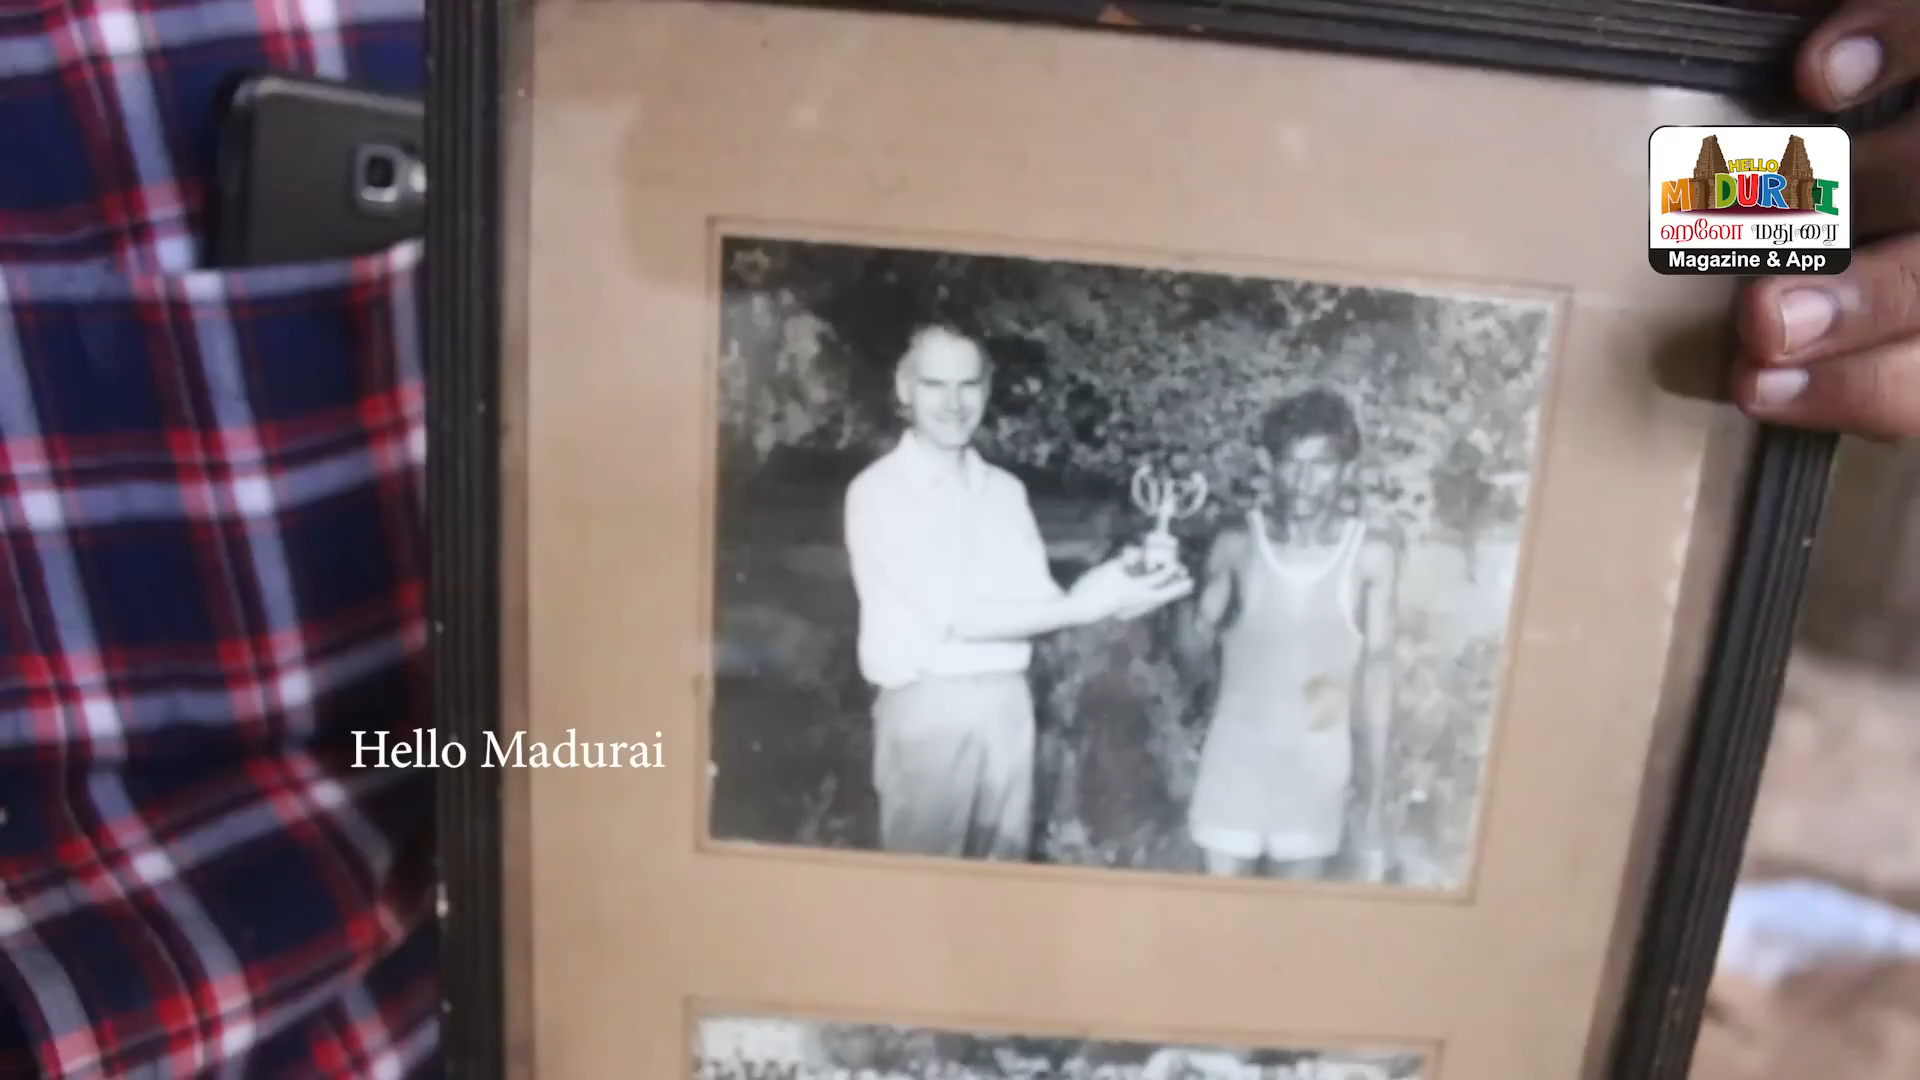 HELLO
MADURAI
ஹலோ மதுரை
Magazine & App
Hello Madurai